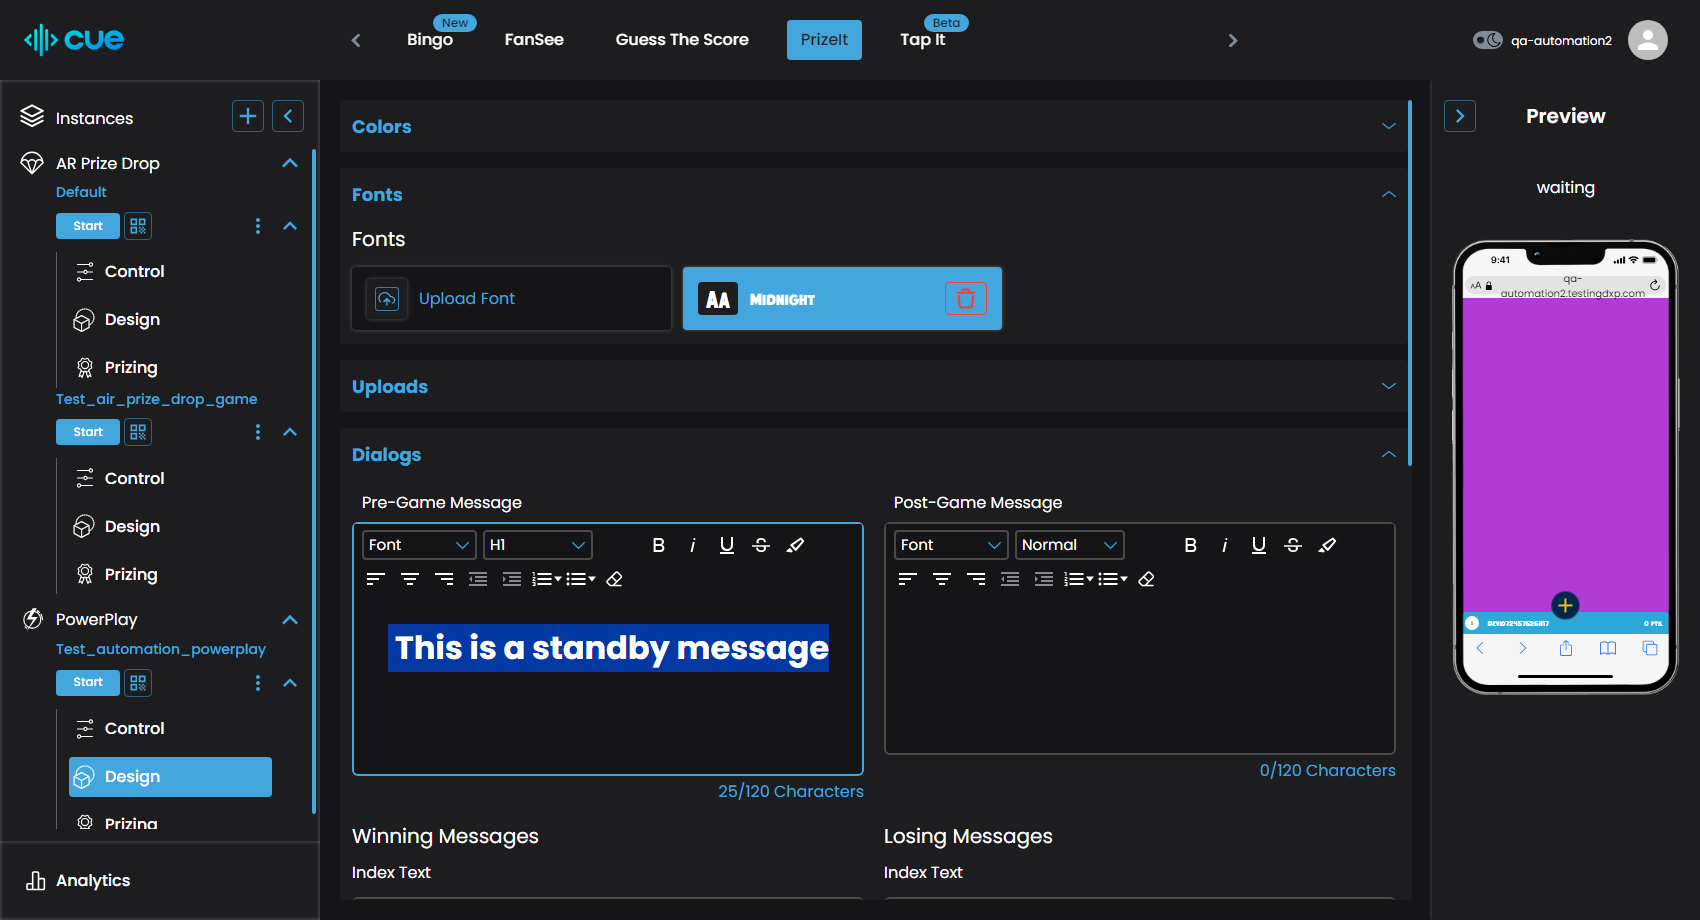 cue
New
Bingo
FanSee
Guess The Score
PrizeIt
Beta
Tap It
qa-automation2
Instances
AR Prize Drop
Default
Start
Control
Design
Prizing
Test_air_prize_drop_game
Start
Control
Design
Prizing
PowerPlay
Test_automation_powerplay
Start
Control
Design
Prizing
Analytics
Colors
Fonts
Fonts
Upload Font
AA MIDNIGHT
Uploads
Dialogs
Pre-Game Message
Font H1
B i U S
This is a standby message
25/120 Characters
Post-Game Message
Font Normal
B i U S
0/120 Characters
Winning Messages
Index Text
Losing Messages
Index Text
Preview
waiting
9:41
AA
qa-
automation2.testingdxp.com
0 PTS.